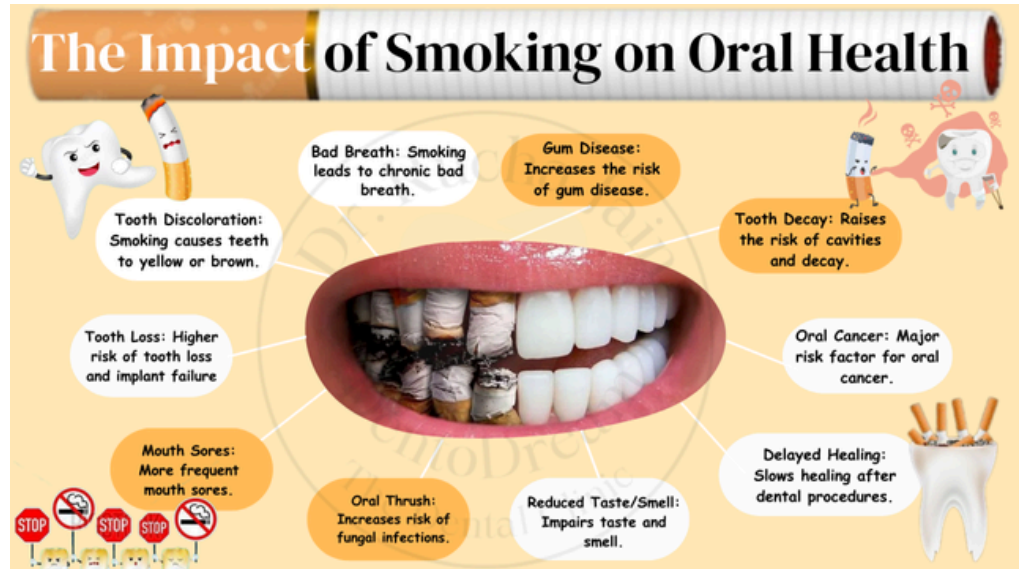 The Impact of Smoking on Oral Health
Bad Breath: Smoking
leads to chronic bad
breath.
Gum Disease:
Increases the risk
of gum disease.
Tooth Discoloration:
Smoking causes teeth
to yellow or brown.
Tooth Decay: Raises
the risk of cavities
and decay.
Tooth Loss: Higher
risk of tooth loss
and implant failure
Oral Cancer: Major
risk factor for oral
cancer.
Mouth Sores:
More frequent
mouth sores.
Delayed Healing:
Slows healing after
dental procedures.
Oral Thrush:
Increases risk of
fungal infections.
Reduced Taste/Smell:
Impairs taste and
smell.
STOP
STOP
STOP